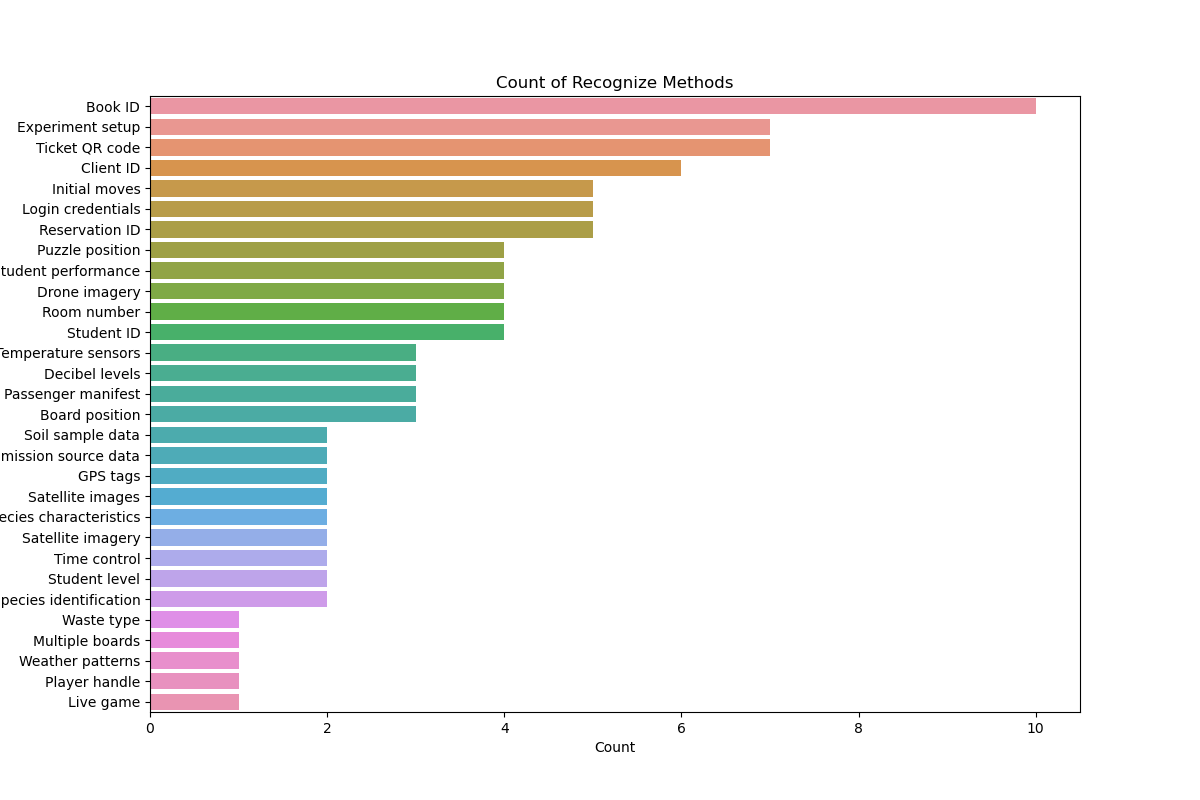 Count of Recognize Methods
Book ID
Experiment setup
Ticket QR code
Client ID
Initial moves
Login credentials
Reservation ID
Puzzle position
tudent performance
Drone imagery
Room number
Student ID
Temperature sensors
Decibel levels
Passenger manifest
Board position
Soil sample data
mission source data
GPS tags
Satellite images
ecies characteristics
Satellite imagery
Time control
Student level
pecies identification
Waste type
Multiple boards
Weather patterns
Player handle
Live game
0 2 4 6 8 10
Count